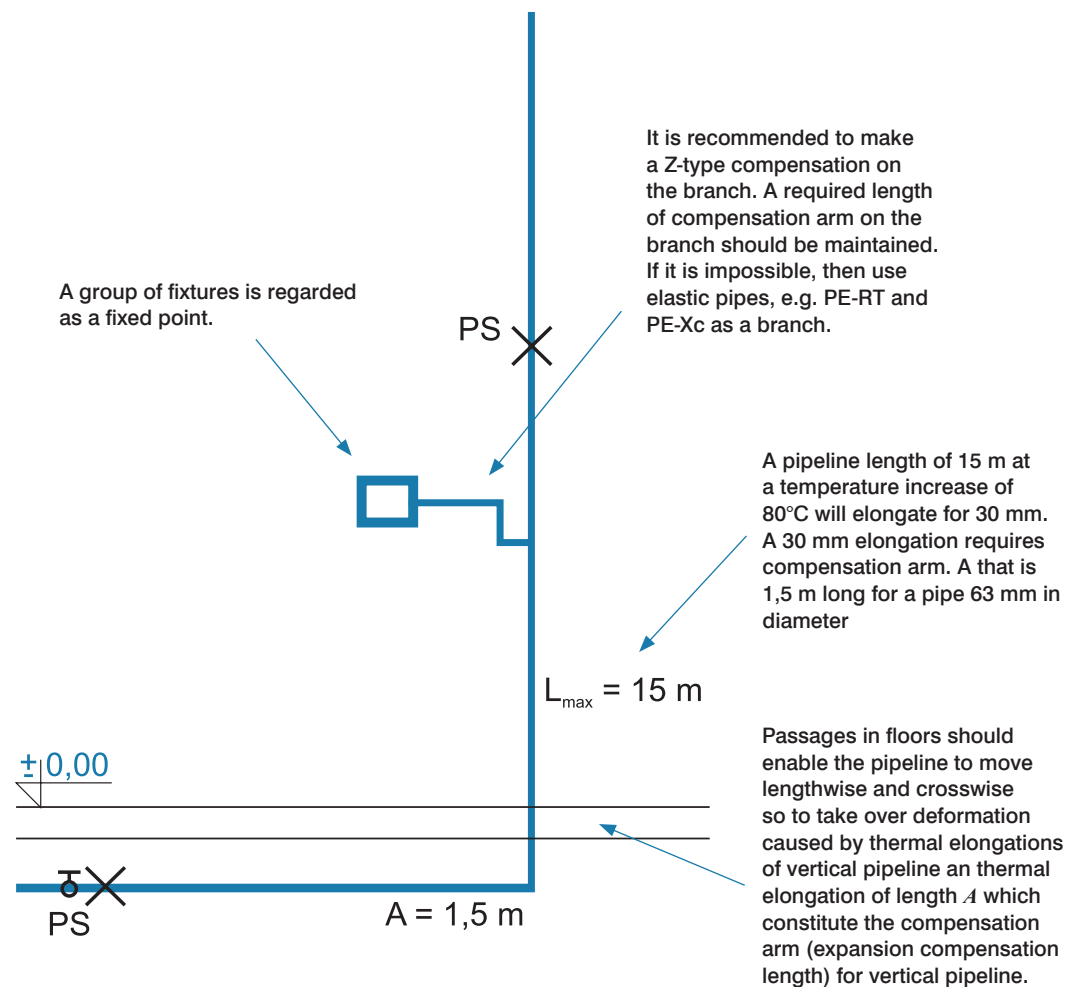 It is recommended to make
a Z-type compensation on
the branch. A required length
of compensation arm on the
branch should be maintained.
If it is impossible, then use
elastic pipes, e.g. PE-RT and
PE-Xc as a branch.
A group of fixtures is regarded
as a fixed point.
PS
A pipeline length of 15 m at
a temperature increase of
80°C will elongate for 30 mm.
A 30 mm elongation requires
compensation arm. A that is
1,5 m long for a pipe 63 mm in
diameter
Lmax = 15 m
Passages in floors should
enable the pipeline to move
lengthwise and crosswise
so to take over deformation
caused by thermal elongations
of vertical pipeline an thermal
elongation of length A which
constitute the compensation
arm (expansion compensation
length) for vertical pipeline.
±0,00
PS
A = 1,5 m